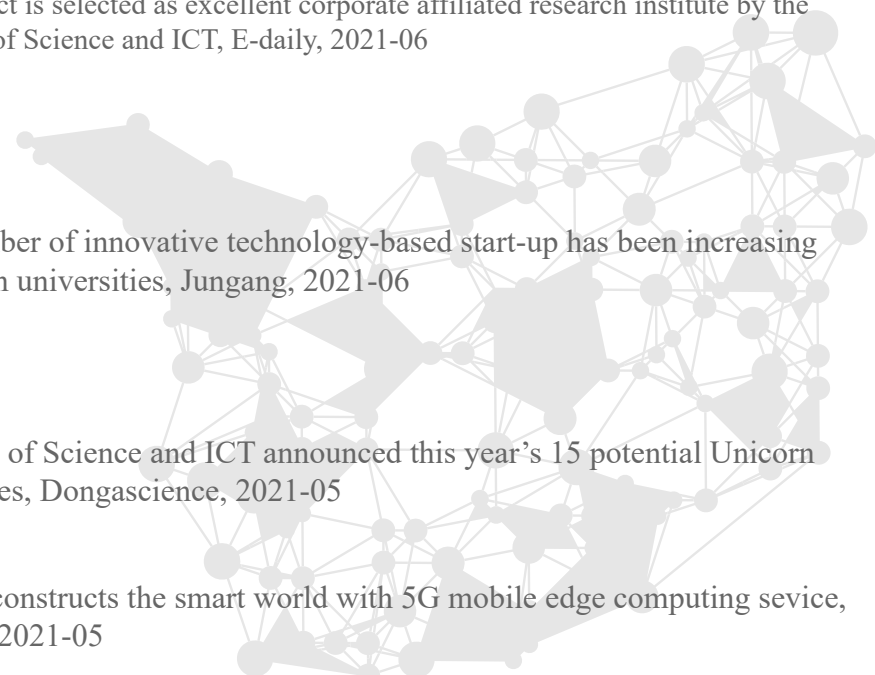 ct is selected as excellent corporate affiliated research institute by the
of Science and ICT, E-daily, 2021-06
ber of innovative technology-based start-up has been increasing
n universities, Jungang, 2021-06
of Science and ICT announced this year’s 15 potential Unicorn
es, Dongascience, 2021-05
constructs the smart world with 5G mobile edge computing sevice,
2021-05